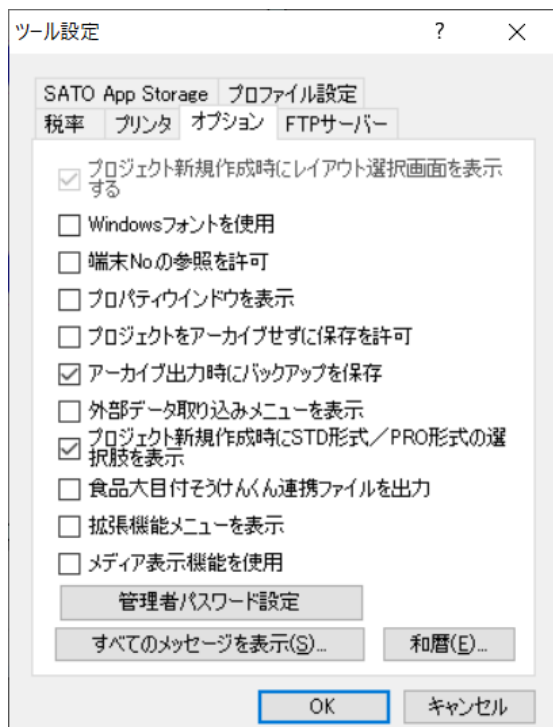 ツール設定
?
SATO App Storage プロファイル設定
税率 プリンタ オプション FTPサーバー
プロジェクト新規作成時にレイアウト選択画面を表示
する
Windowsフォントを使用
端末No.の参照を許可
プロパティウインドウを表示
プロジェクトをアーカイブせずに保存を許可
アーカイブ出力時にバックアップを保存
外部データ取り込みメニューを表示
プロジェクト新規作成時にSTD形式／PRO形式の選
択肢を表示
食品大目付そうけんくん連携ファイルを出力
拡張機能メニューを表示
メディア表示機能を使用
管理者パスワード設定
すべてのメッセージを表示(S)... 和暦(E)...
OK キャンセル